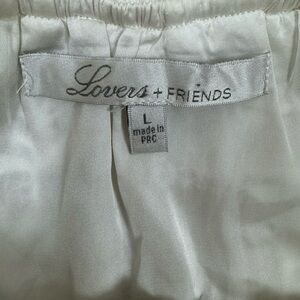 Lovers + FRIENDS
L
made in
PRC